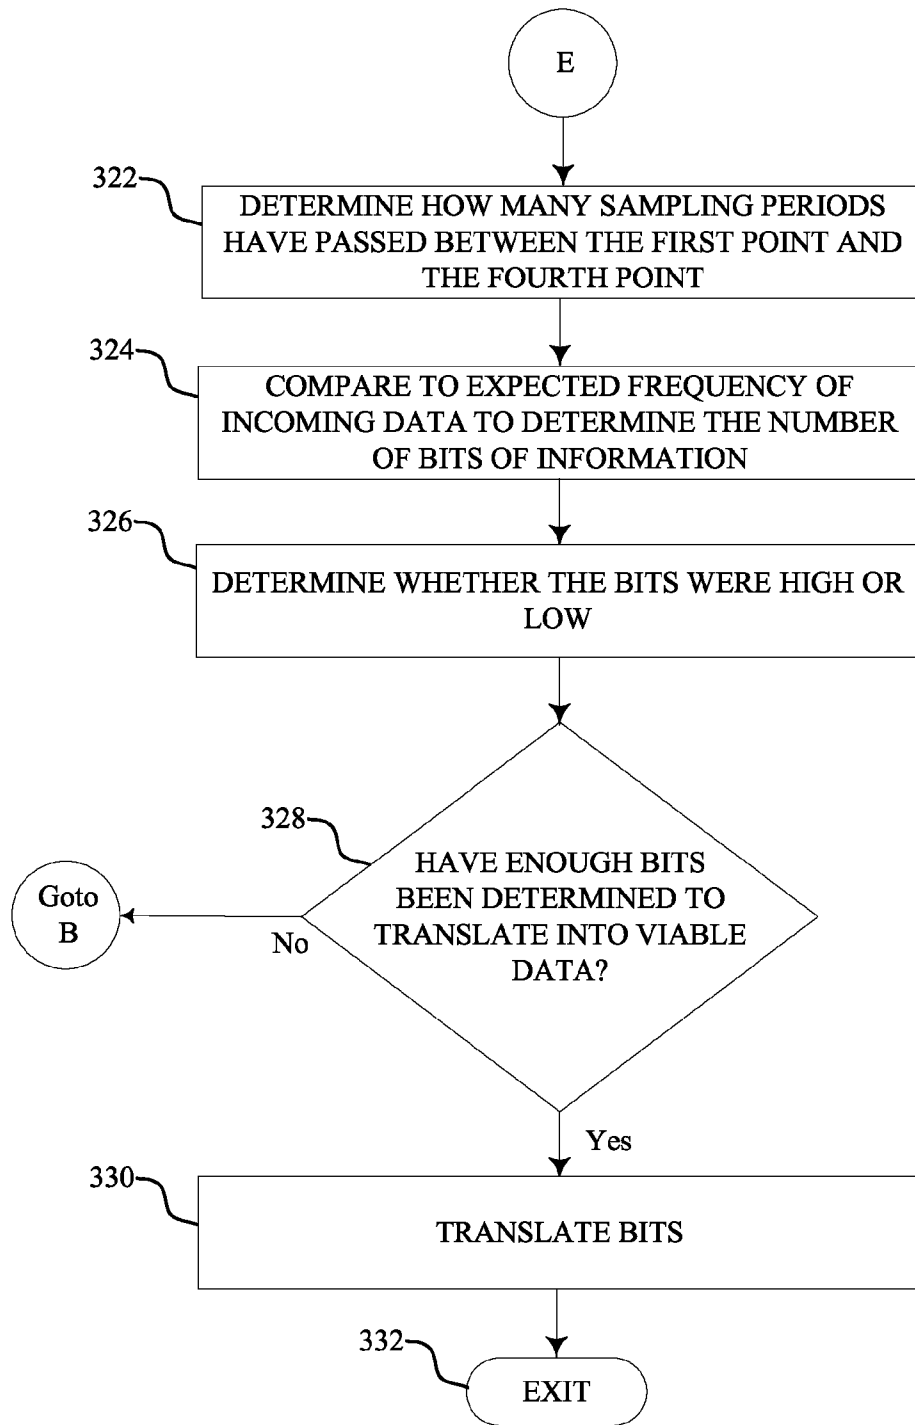 E
322
DETERMINE HOW MANY SAMPLING PERIODS
HAVE PASSED BETWEEN THE FIRST POINT AND
THE FOURTH POINT
324
COMPARE TO EXPECTED FREQUENCY OF
INCOMING DATA TO DETERMINE THE NUMBER
OF BITS OF INFORMATION
326
DETERMINE WHETHER THE BITS WERE HIGH OR
LOW
328
HAVE ENOUGH BITS
BEEN DETERMINED TO
TRANSLATE INTO VIABLE
DATA?
Goto
B
No
Yes
330
TRANSLATE BITS
332
EXIT